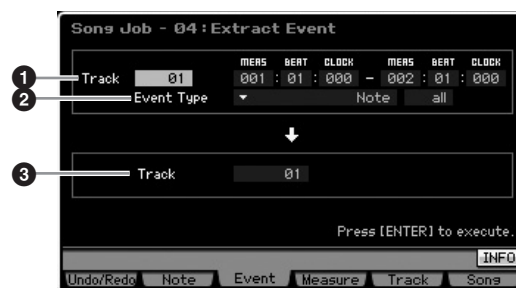 Song Job - 04:Extract Event
MEAS BEAT CLOCK MEAS BEAT CLOCK
1 Track 01 001 : 01 : 000 - 002 : 01 : 000
2 Event Type Note all
3 Track 01
Press [ENTER] to execute.
INFO
Undo/Redo Note Event Measure Track Song